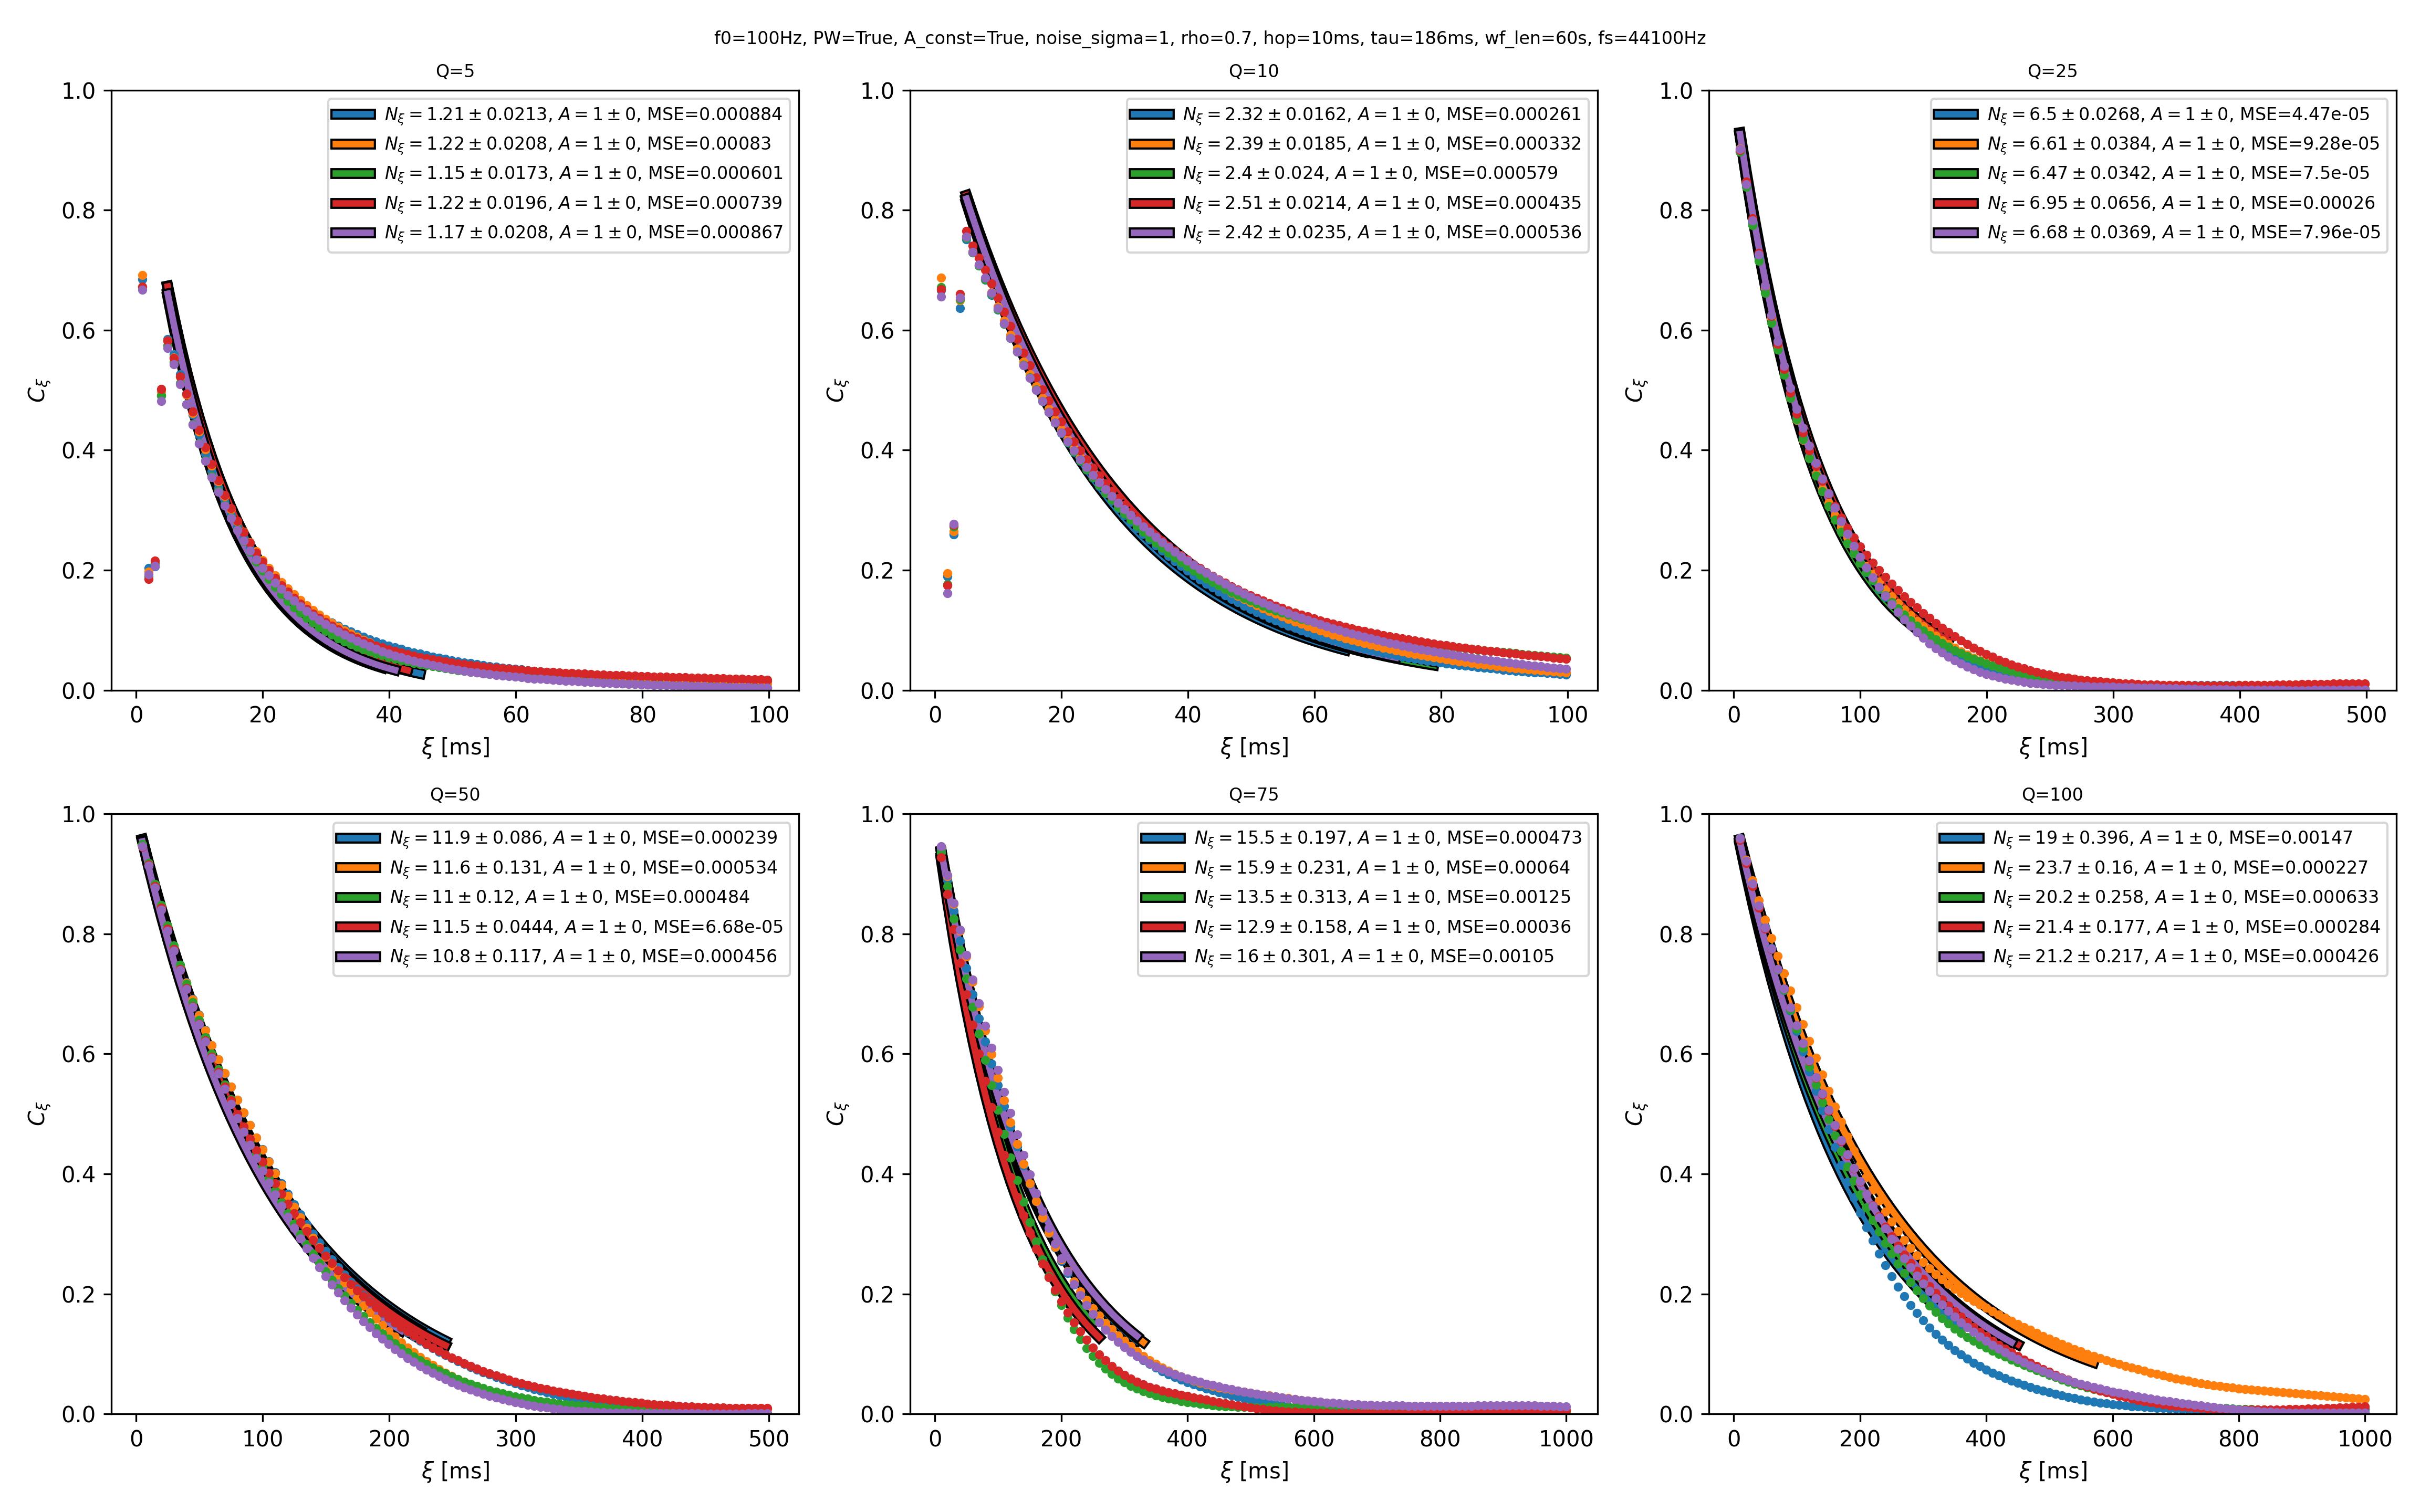 f0=100Hz, PW=True, A_const=True, noise_sigma=1, rho=0.7, hop=10ms, tau=186ms, wf_len=60s, fs=44100Hz
Q=5
N_ξ = 1.21 ± 0.0213, A = 1 ± 0, MSE=0.000884
N_ξ = 1.22 ± 0.0208, A = 1 ± 0, MSE=0.00083
N_ξ = 1.15 ± 0.0173, A = 1 ± 0, MSE=0.000601
N_ξ = 1.22 ± 0.0196, A = 1 ± 0, MSE=0.000739
N_ξ = 1.17 ± 0.0208, A = 1 ± 0, MSE=0.000867
1.0
0.8
0.6
0.4
0.2
0.0
C_ξ
0 20 40 60 80 100
ξ [ms]
Q=10
N_ξ = 2.32 ± 0.0162, A = 1 ± 0, MSE=0.000261
N_ξ = 2.39 ± 0.0185, A = 1 ± 0, MSE=0.000332
N_ξ = 2.4 ± 0.024, A = 1 ± 0, MSE=0.000579
N_ξ = 2.51 ± 0.0214, A = 1 ± 0, MSE=0.000435
N_ξ = 2.42 ± 0.0235, A = 1 ± 0, MSE=0.000536
1.0
0.8
0.6
0.4
0.2
0.0
C_ξ
0 20 40 60 80 100
ξ [ms]
Q=25
N_ξ = 6.5 ± 0.0268, A = 1 ± 0, MSE=4.47e-05
N_ξ = 6.61 ± 0.0384, A = 1 ± 0, MSE=9.28e-05
N_ξ = 6.47 ± 0.0342, A = 1 ± 0, MSE=7.5e-05
N_ξ = 6.95 ± 0.0656, A = 1 ± 0, MSE=0.00026
N_ξ = 6.68 ± 0.0369, A = 1 ± 0, MSE=7.96e-05
1.0
0.8
0.6
0.4
0.2
0.0
C_ξ
0 100 200 300 400 500
ξ [ms]
Q=50
N_ξ = 11.9 ± 0.086, A = 1 ± 0, MSE=0.000239
N_ξ = 11.6 ± 0.131, A = 1 ± 0, MSE=0.000534
N_ξ = 11 ± 0.12, A = 1 ± 0, MSE=0.000484
N_ξ = 11.5 ± 0.0444, A = 1 ± 0, MSE=6.68e-05
N_ξ = 10.8 ± 0.117, A = 1 ± 0, MSE=0.000456
1.0
0.8
0.6
0.4
0.2
0.0
C_ξ
0 100 200 300 400 500
ξ [ms]
Q=75
N_ξ = 15.5 ± 0.197, A = 1 ± 0, MSE=0.000473
N_ξ = 15.9 ± 0.231, A = 1 ± 0, MSE=0.00064
N_ξ = 13.5 ± 0.313, A = 1 ± 0, MSE=0.00125
N_ξ = 12.9 ± 0.158, A = 1 ± 0, MSE=0.00036
N_ξ = 16 ± 0.301, A = 1 ± 0, MSE=0.00105
1.0
0.8
0.6
0.4
0.2
0.0
C_ξ
0 200 400 600 800 1000
ξ [ms]
Q=100
N_ξ = 19 ± 0.396, A = 1 ± 0, MSE=0.00147
N_ξ = 23.7 ± 0.16, A = 1 ± 0, MSE=0.000227
N_ξ = 20.2 ± 0.258, A = 1 ± 0, MSE=0.000633
N_ξ = 21.4 ± 0.177, A = 1 ± 0, MSE=0.000284
N_ξ = 21.2 ± 0.217, A = 1 ± 0, MSE=0.000426
1.0
0.8
0.6
0.4
0.2
0.0
C_ξ
0 200 400 600 800 1000
ξ [ms]